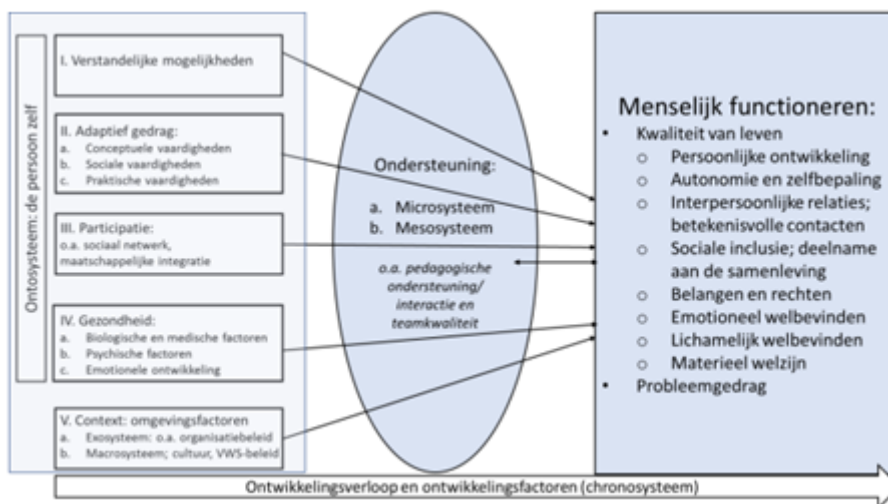 Ontosysteem: de persoon zelf
I. Verstandelijke mogelijkheden
II. Adaptief gedrag:
a. Conceptuele vaardigheden
b. Sociale vaardigheden
c. Praktische vaardigheden
III. Participatie:
o.a. sociaal netwerk,
maatschappelijke integratie
IV. Gezondheid:
a. Biologische en medische factoren
b. Psychische factoren
c. Emotionele ontwikkeling
V. Context: omgevingsfactoren
a. Exosysteem: o.a. organisatiebeleid
b. Macrosysteem; cultuur, VWS-beleid
Ondersteuning:
a. Microsysteem
b. Mesosysteem
o.a. pedagogische
ondersteuning/
interactie en
teamkwaliteit
Menselijk functioneren:
• Kwaliteit van leven
o Persoonlijke ontwikkeling
o Autonomie en zelfbepaling
o Interpersoonlijke relaties;
betekenisvolle contacten
o Sociale inclusie; deelname
aan de samenleving
o Belangen en rechten
o Emotioneel welbevinden
o Lichamelijk welbevinden
o Materieel welzijn
• Probleemgedrag
Ontwikkelingsverloop en ontwikkelingsfactoren (chronosysteem)